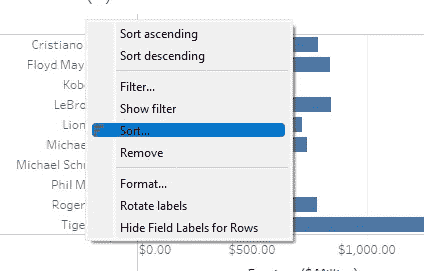 Sort ascending
Sort descending
Filter...
Show filter
Sort...
Remove
Format...
Rotate labels
Hide Field Labels for Rows
Cristiano
Floyd May
Kob
LeBro
Lion
Michae
Michael Sch
Phil M
Roger
Tige
$0.00 $500.00 $1,000.00